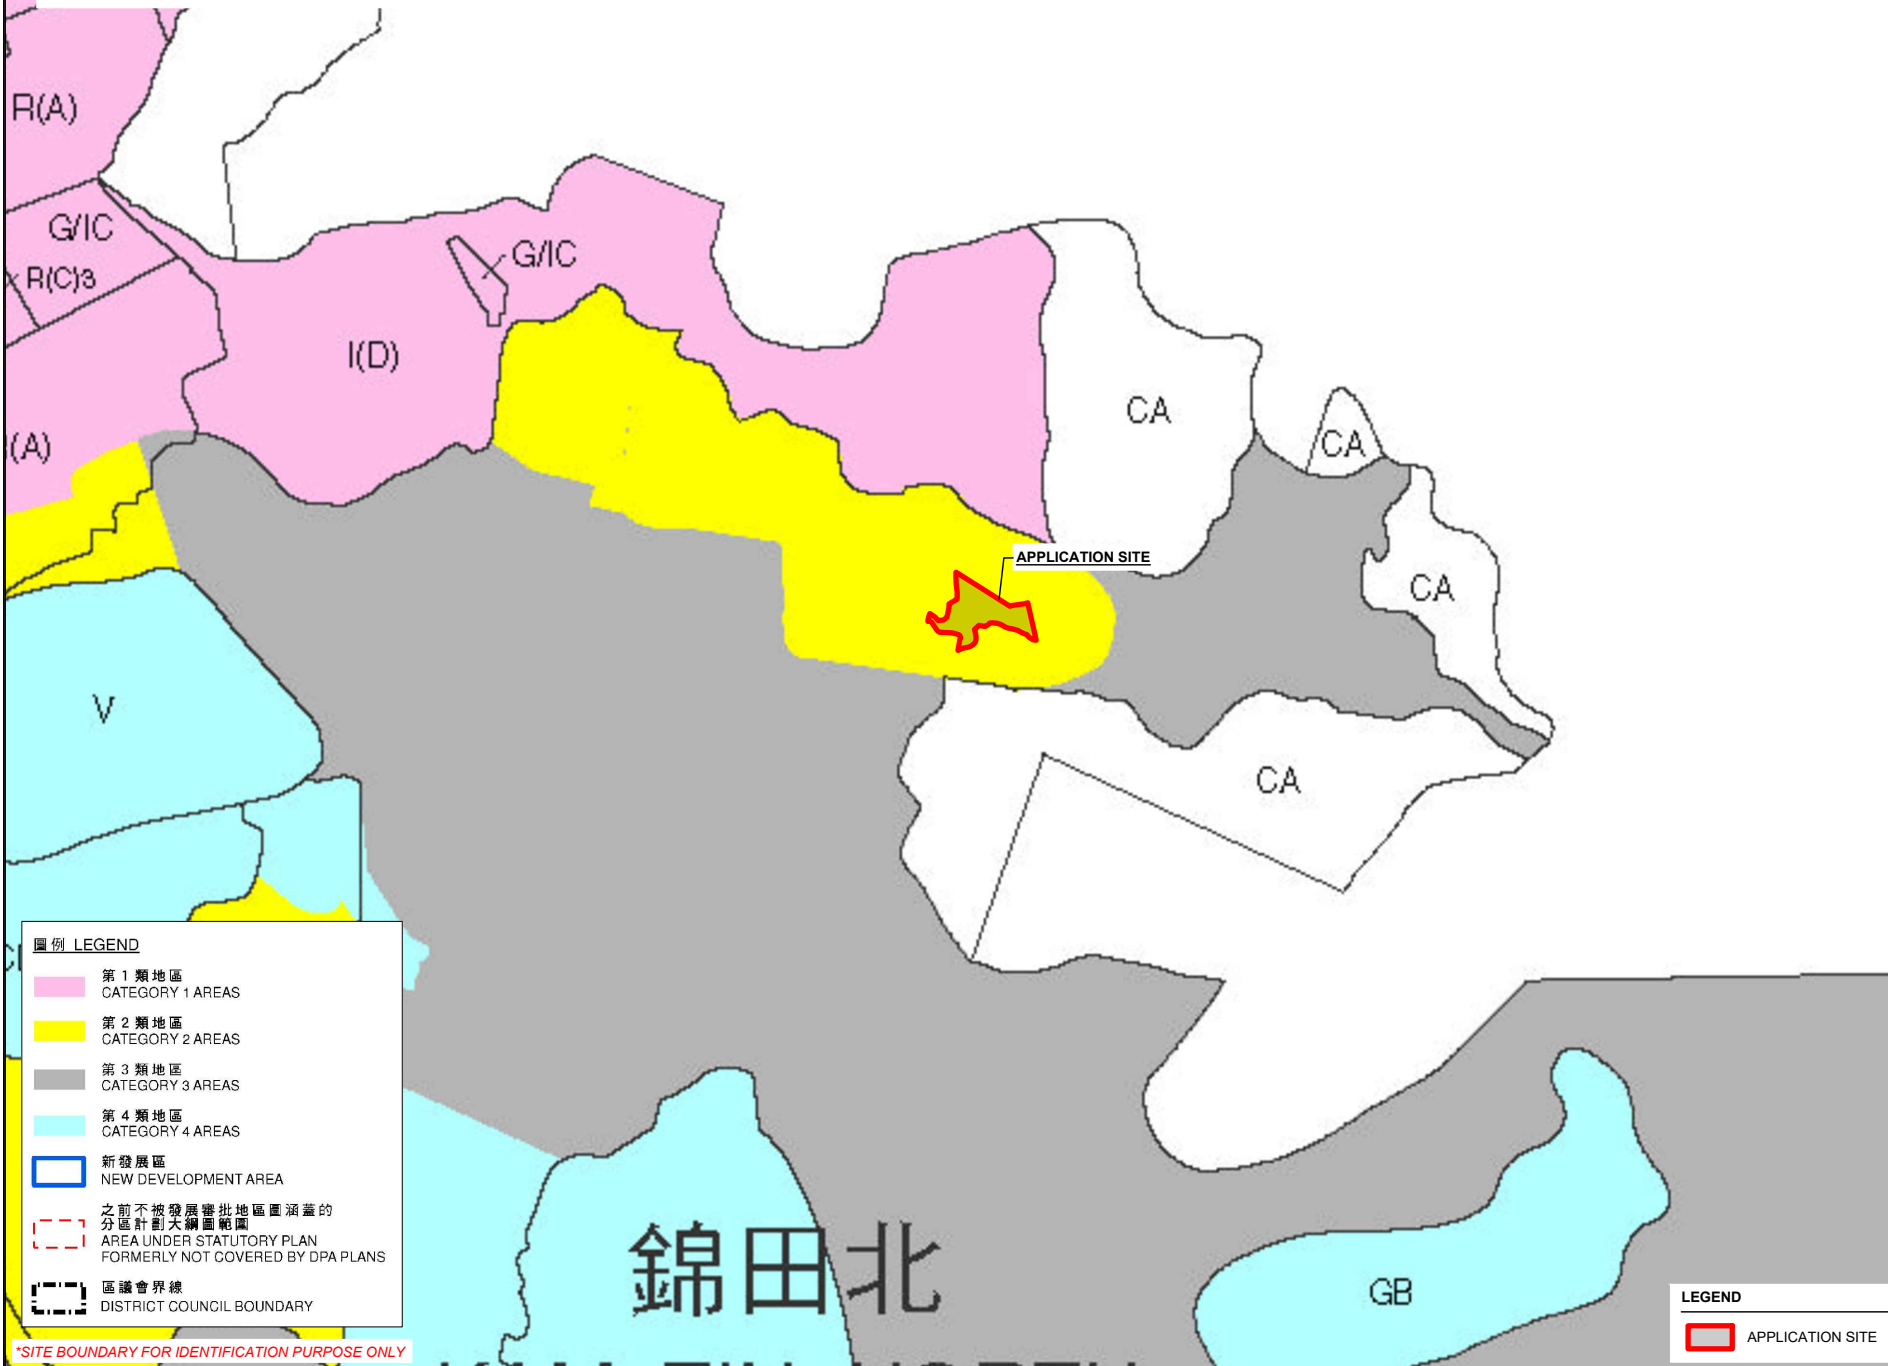 R(A)
G/IC
R(C)3
G/IC
I(D)
(A)
CA
CA
APPLICATION SITE
CA
V
CA
圖例 LEGEND
第 1 類地區
CATEGORY 1 AREAS
第 2 類地區
CATEGORY 2 AREAS
第 3 類地區
CATEGORY 3 AREAS
第 4 類地區
CATEGORY 4 AREAS
新發展區
NEW DEVELOPMENT AREA
之前不被發展審批地區圖涵蓋的
分區計劃大綱圖範圍
AREA UNDER STATUTORY PLAN
FORMERLY NOT COVERED BY DPA PLANS
區議會界線
DISTRICT COUNCIL BOUNDARY
錦田北
GB
LEGEND
APPLICATION SITE
*SITE BOUNDARY FOR IDENTIFICATION PURPOSE ONLY